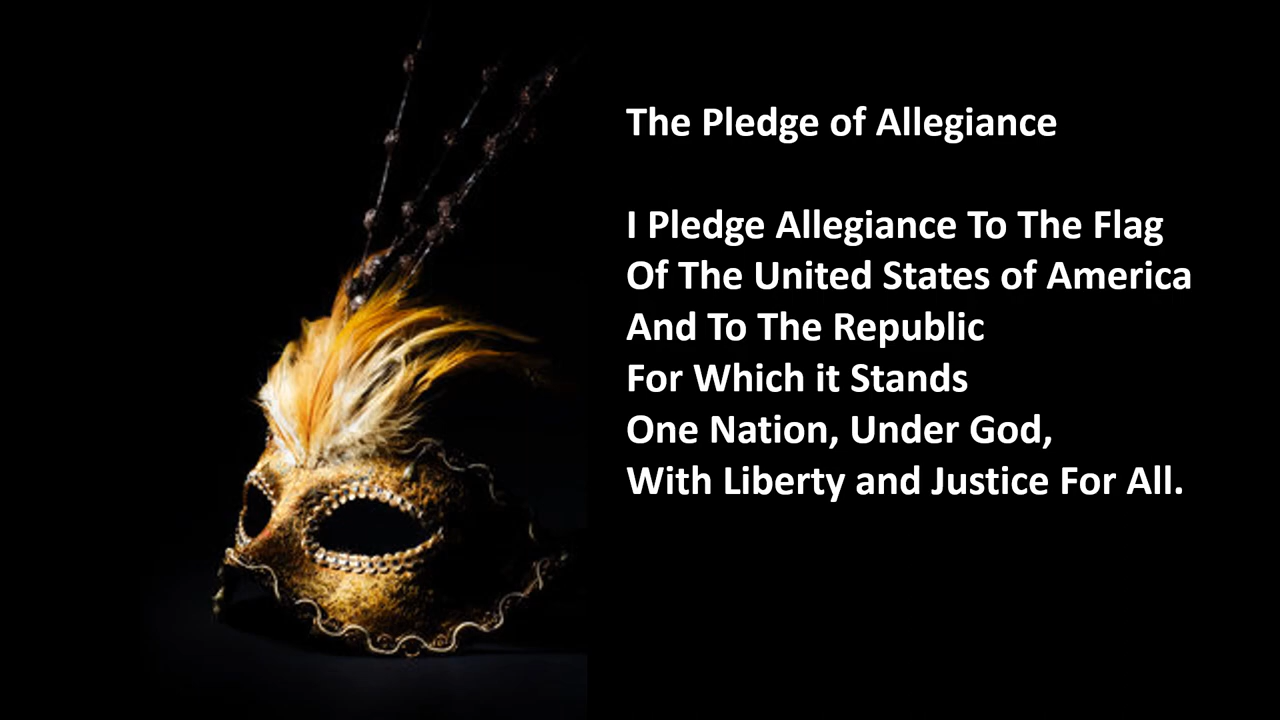 The Pledge of Allegiance
I Pledge Allegiance To The Flag
Of The United States of America
And To The Republic
For Which it Stands
One Nation, Under God,
With Liberty and Justice For All.